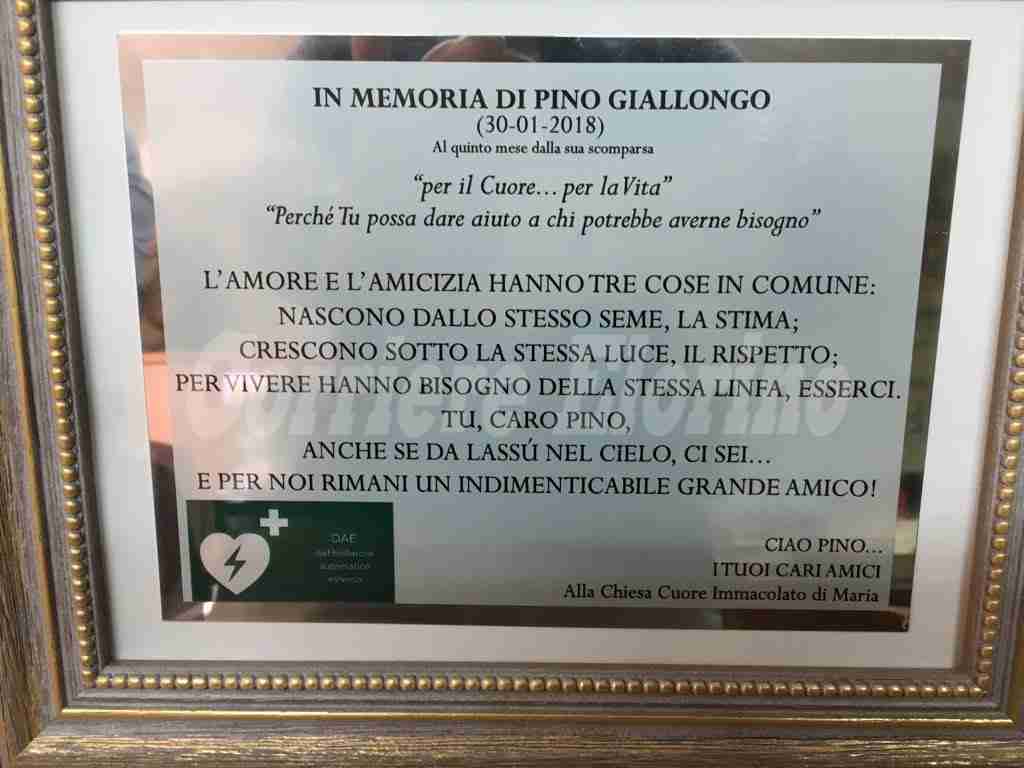 IN MEMORIA DI PINO GIALLONGO
(30-01-2018)
Al quinto mese dalla sua scomparsa
“per il Cuore... per la Vita”
“Perché Tu possa dare aiuto a chi potrebbe averne bisogno”
L'AMORE E L'AMICIZIA HANNO TRE COSE IN COMUNE:
NASCONO DALLO STESSO SEME, LA STIMA;
CRESCONO SOTTO LA STESSA LUCE, IL RISPETTO;
PER VIVERE HANNO BISOGNO DELLA STESSA LINFA, ESSERCI.
TU, CARO PINO,
ANCHE SE DA LASSÚ NEL CIELO, CI SEI...
E PER NOI RIMANI UN INDIMENTICABILE GRANDE AMICO!
DAE
defibrillatore
automatico
esterno
CIAO PINO...
I TUOI CARI AMICI
Alla Chiesa Cuore Immacolato di Maria
Corriere